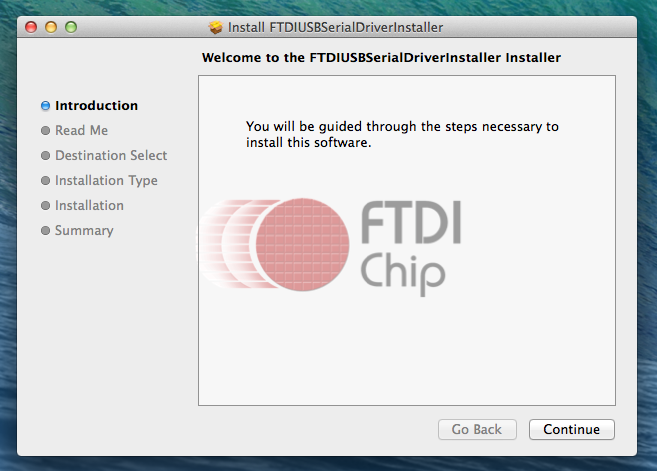 Install FTDIUSBSerialDriverInstaller
Welcome to the FTDIUSBSerialDriverInstaller Installer
Introduction
Read Me
Destination Select
Installation Type
Installation
Summary
You will be guided through the steps necessary to
install this software.
FTDI
Chip
Go Back
Continue